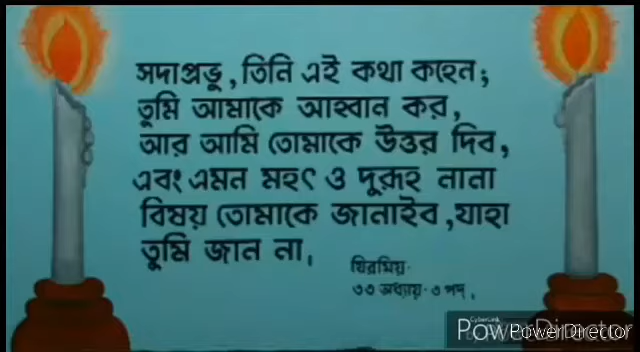 সদাপ্রভু, তিনি এই কথা কহেন;
তুমি আমাকে আহ্বান কর,
আর আমি তোমাকে উত্তর দিব,
এবং এমন মহৎ ও দুরূহ নানা
বিষয় তোমাকে জানাইব, যাহা
তুমি জান না,
যিরমিয়·
৩৩ অধ্যায়·৩ পদ,
CyberLink
PowerDirector